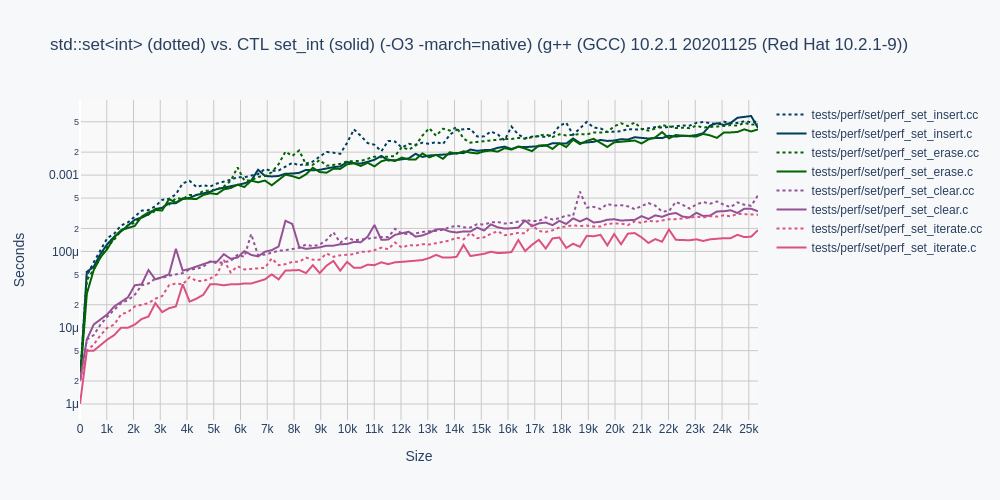 std::set<int> (dotted) vs. CTL set_int (solid) (-O3 -march=native) (g++ (GCC) 10.2.1 20201125 (Red Hat 10.2.1-9))
5
2
0.001
5
2
100μ
5
2
10μ
5
2
1μ
Seconds
0 1k 2k 3k 4k 5k 6k 7k 8k 9k 10k 11k 12k 13k 14k 15k 16k 17k 18k 19k 20k 21k 22k 23k 24k 25k
Size
tests/perf/set/perf_set_insert.cc
tests/perf/set/perf_set_insert.c
tests/perf/set/perf_set_erase.cc
tests/perf/set/perf_set_erase.c
tests/perf/set/perf_set_clear.cc
tests/perf/set/perf_set_clear.c
tests/perf/set/perf_set_iterate.cc
tests/perf/set/perf_set_iterate.c